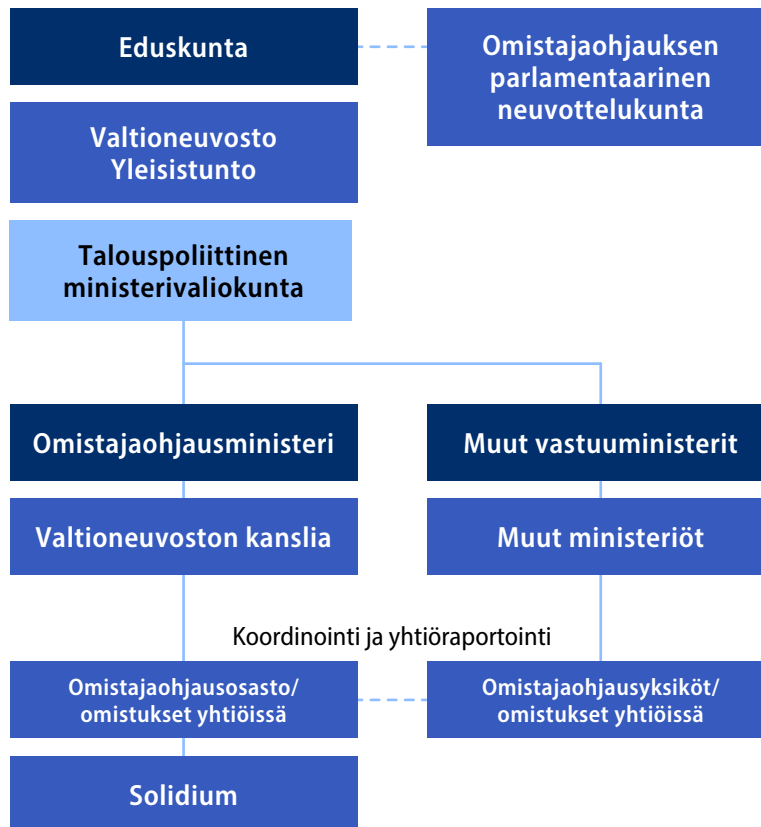 Eduskunta
Omistajaohjauksen
parlamentaarinen
neuvottelukunta
Valtioneuvosto
Yleisistunto
Talouspoliittinen
ministerivaliokunta
Omistajaohjausministeri
Muut vastuuministerit
Valtioneuvoston kanslia
Muut ministeriöt
Koordinointi ja yhtiöraportointi
Omistajaohjausosasto/
omistukset yhtiöissä
Omistajaohjausyksiköt/
omistukset yhtiöissä
Solidium